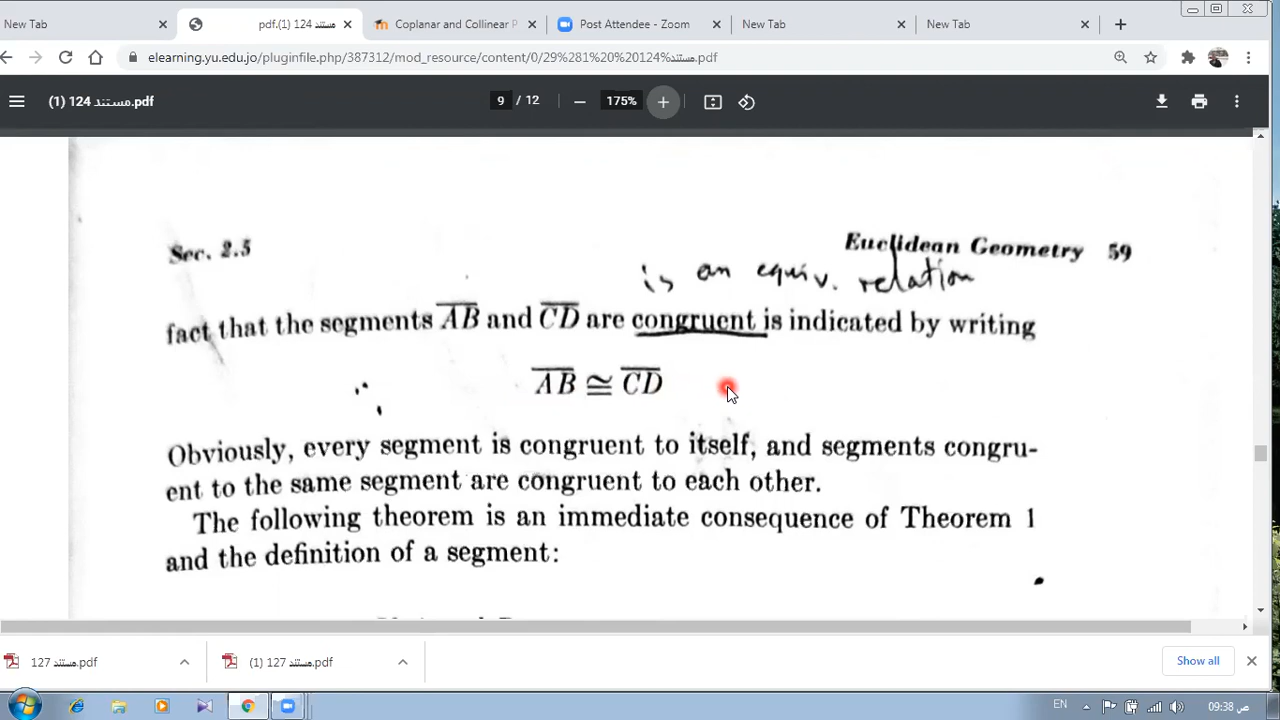 New Tab
pdf.(1) 124 مستند
Coplanar and Collinear P
Post Attendee - Zoom
New Tab
New Tab
elearning.yu.edu.jo/pluginfile.php/387312/mod_resource/content/0/29%281%20%20124%مستند.pdf
(1) 124 مستند.pdf
9 / 12
175%
Sec. 2.5
Euclidean Geometry 59
is an equiv. relation
fact that the segments AB and CD are congruent is indicated by writing
AB ≅ CD
Obviously, every segment is congruent to itself, and segments congru-
ent to the same segment are congruent to each other.
The following theorem is an immediate consequence of Theorem 1
and the definition of a segment:
127 مستند.pdf
(1) 127 مستند.pdf
Show all
EN
09:38 ص